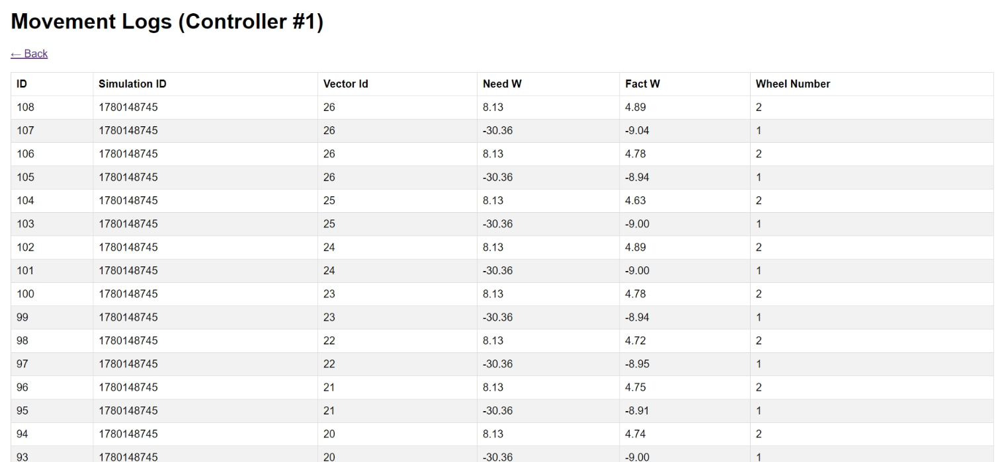 Movement Logs (Controller #1)
← Back
ID Simulation ID Vector Id Need W Fact W Wheel Number
108 1780148745 26 8.13 4.89 2
107 1780148745 26 -30.36 -9.04 1
106 1780148745 26 8.13 4.78 2
105 1780148745 26 -30.36 -8.94 1
104 1780148745 25 8.13 4.63 2
103 1780148745 25 -30.36 -9.00 1
102 1780148745 24 8.13 4.89 2
101 1780148745 24 -30.36 -9.00 1
100 1780148745 23 8.13 4.78 2
99 1780148745 23 -30.36 -8.94 1
98 1780148745 22 8.13 4.72 2
97 1780148745 22 -30.36 -8.95 1
96 1780148745 21 8.13 4.75 2
95 1780148745 21 -30.36 -8.91 1
94 1780148745 20 8.13 4.74 2
93 1780148745 20 -30.36 -9.00 1